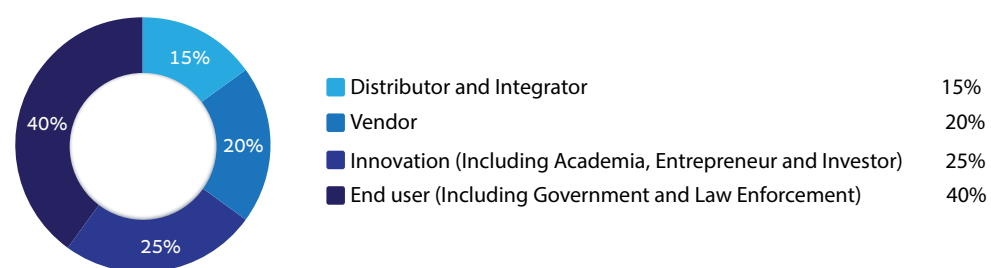 15%
20%
25%
40%
Distributor and Integrator 15%
Vendor 20%
Innovation (Including Academia, Entrepreneur and Investor) 25%
End user (Including Government and Law Enforcement) 40%